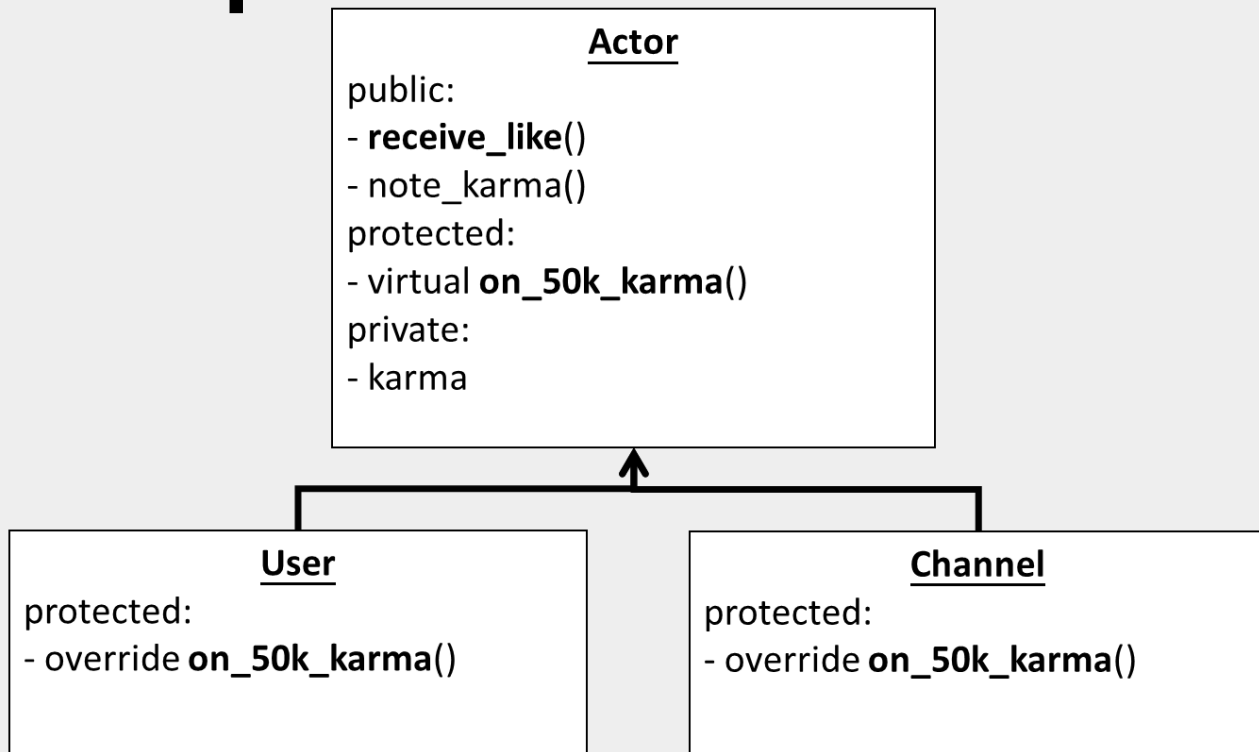 Actor
public:
- receive_like()
- note_karma()
protected:
- virtual on_50k_karma()
private:
- karma
User
protected:
- override on_50k_karma()
Channel
protected:
- override on_50k_karma()